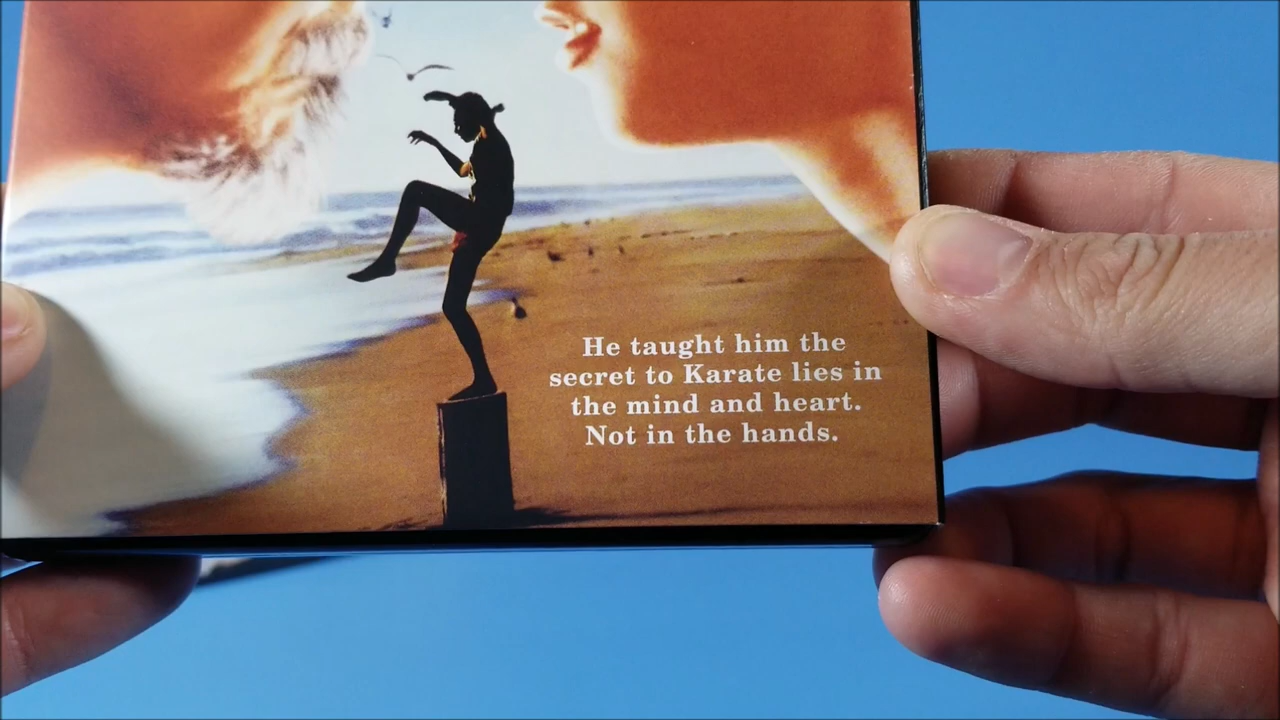 He taught him the
secret to Karate lies in
the mind and heart.
Not in the hands.